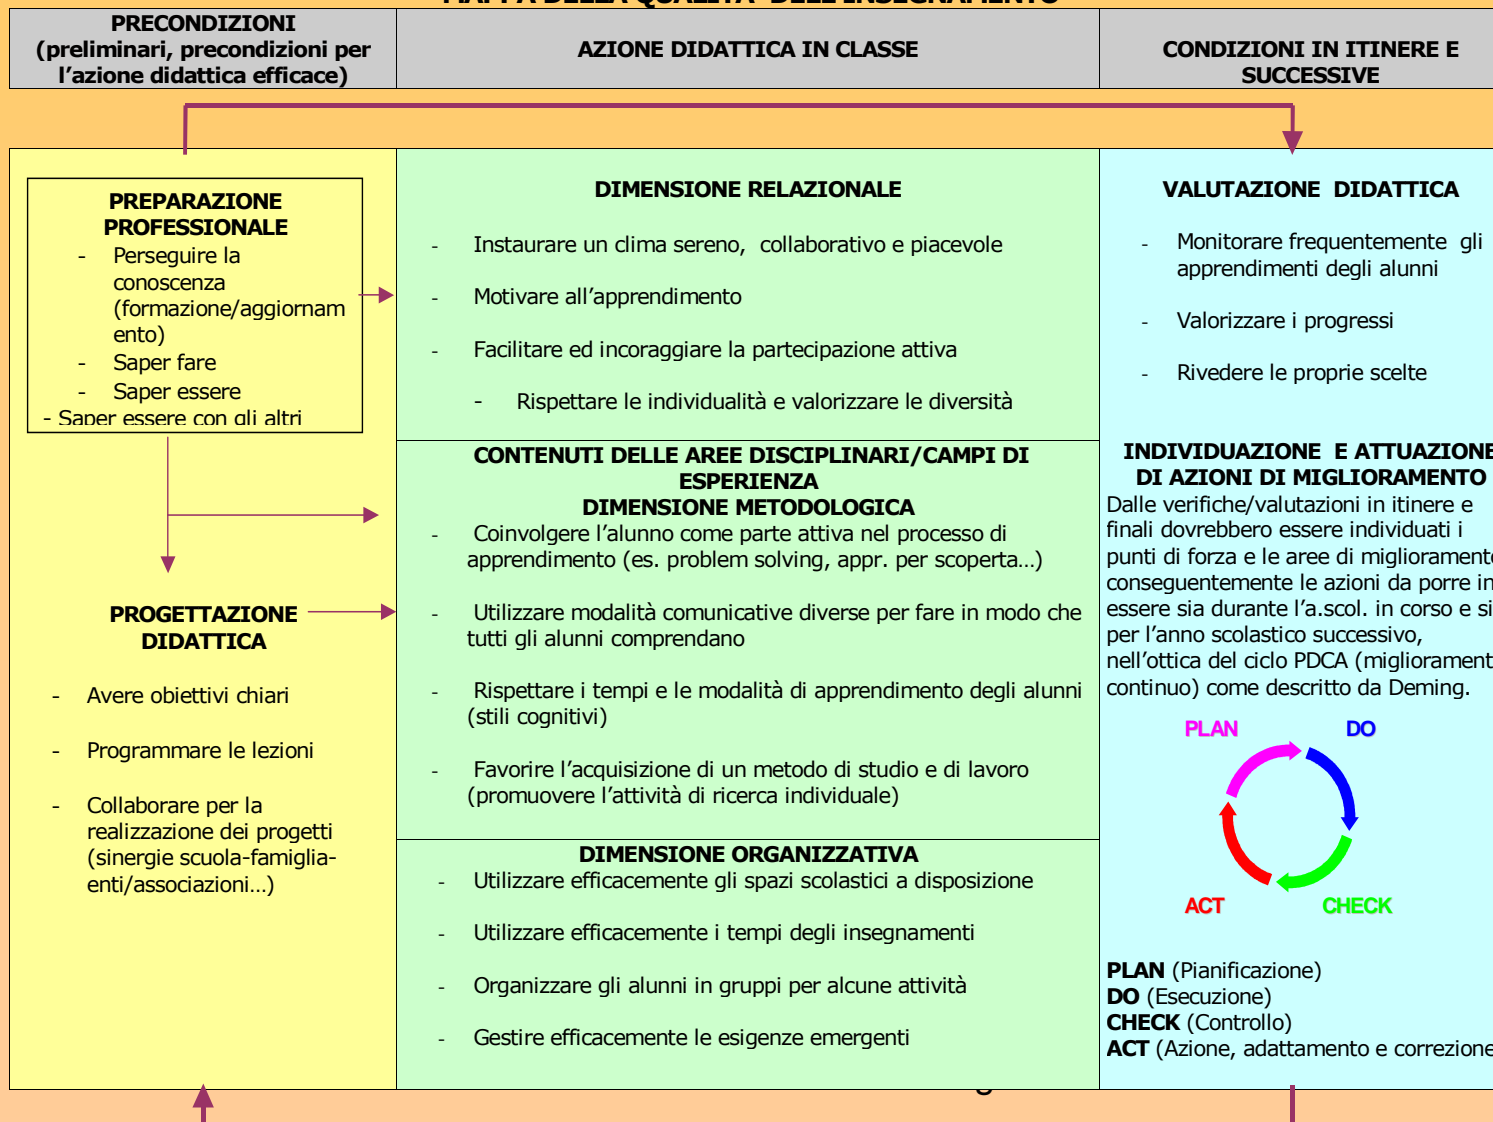 MAPPA DELLA QUALITA' DELL'INSEGNAMENTO
PRECONDIZIONI
(preliminari, precondizioni per
l'azione didattica efficace)
AZIONE DIDATTICA IN CLASSE
CONDIZIONI IN ITINERE E
SUCCESSIVE
PREPARAZIONE
PROFESSIONALE
- Perseguire la
conoscenza
(formazione/aggiornam
ento)
- Saper fare
- Saper essere
- Saper essere con gli altri
PROGETTAZIONE
DIDATTICA
- Avere obiettivi chiari
- Programmare le lezioni
- Collaborare per la
realizzazione dei progetti
(sinergie scuola-famiglia-
enti/associazioni…)
DIMENSIONE RELAZIONALE
- Instaurare un clima sereno, collaborativo e piacevole
- Motivare all'apprendimento
- Facilitare ed incoraggiare la partecipazione attiva
- Rispettare le individualità e valorizzare le diversità
CONTENUTI DELLE AREE DISCIPLINARI/CAMPI DI
ESPERIENZA
DIMENSIONE METODOLOGICA
- Coinvolgere l'alunno come parte attiva nel processo di
apprendimento (es. problem solving, appr. per scoperta…)
- Utilizzare modalità comunicative diverse per fare in modo che
tutti gli alunni comprendano
- Rispettare i tempi e le modalità di apprendimento degli alunni
(stili cognitivi)
- Favorire l'acquisizione di un metodo di studio e di lavoro
(promuovere l'attività di ricerca individuale)
DIMENSIONE ORGANIZZATIVA
- Utilizzare efficacemente gli spazi scolastici a disposizione
- Utilizzare efficacemente i tempi degli insegnamenti
- Organizzare gli alunni in gruppi per alcune attività
- Gestire efficacemente le esigenze emergenti
VALUTAZIONE DIDATTICA
- Monitorare frequentemente gli
apprendimenti degli alunni
- Valorizzare i progressi
- Rivedere le proprie scelte
INDIVIDUAZIONE E ATTUAZIONE
DI AZIONI DI MIGLIORAMENTO
Dalle verifiche/valutazioni in itinere e
finali dovrebbero essere individuati i
punti di forza e le aree di miglioramento
conseguentemente le azioni da porre in
essere sia durante l'a.scol. in corso e si
per l'anno scolastico successivo,
nell'ottica del ciclo PDCA (migliorament
continuo) come descritto da Deming.
PLAN
DO
ACT
CHECK
PLAN (Pianificazione)
DO (Esecuzione)
CHECK (Controllo)
ACT (Azione, adattamento e correzione